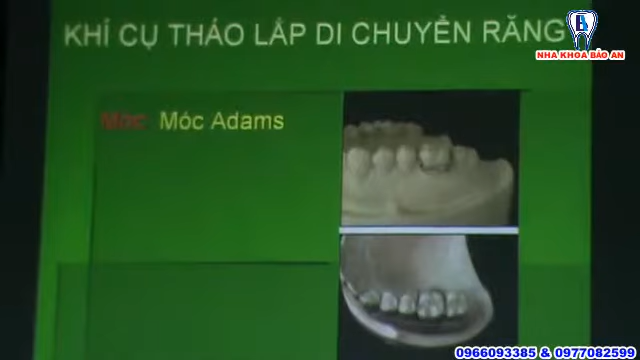 KHÍ CỤ THÁO LẮP DI CHUYỂN RĂNG
NHA KHOA BẢO AN
Móc: Móc Adams
0966093385 & 0977082599